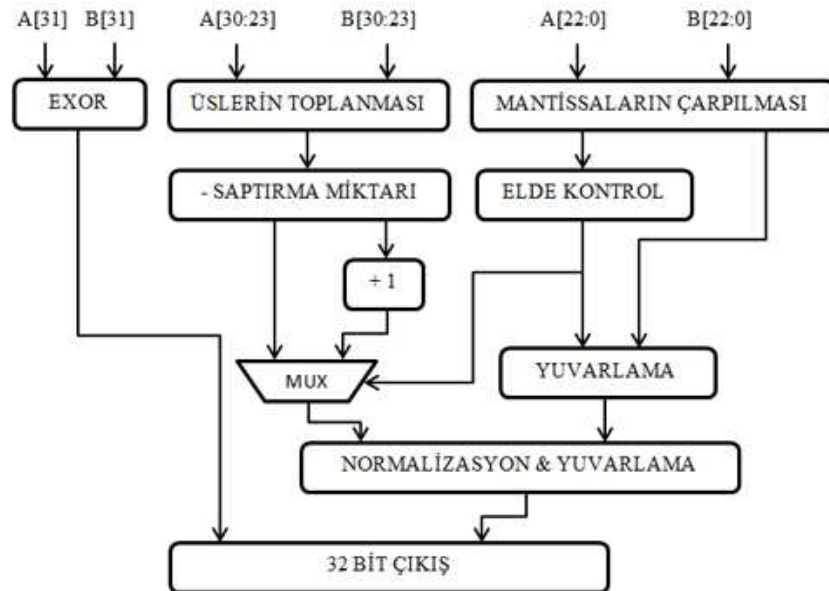 A[31] B[31] A[30:23] B[30:23] A[22:0] B[22:0]
EXOR
ÜSLERİN TOPLANMASI
MANTİSSALARIN ÇARPILMASI
- SAPTIRMA MİKTARI
ELDE KONTROL
+ 1
MUX
YUVARLAMA
NORMALİZASYON & YUVARLAMA
32 BİT ÇIKIŞ